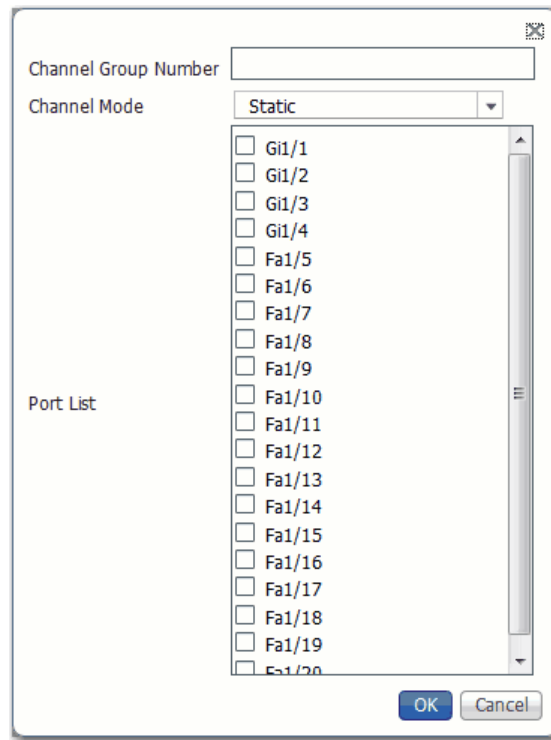 Channel Group Number
Channel Mode Static
Port List
Gi1/1
Gi1/2
Gi1/3
Gi1/4
Fa1/5
Fa1/6
Fa1/7
Fa1/8
Fa1/9
Fa1/10
Fa1/11
Fa1/12
Fa1/13
Fa1/14
Fa1/15
Fa1/16
Fa1/17
Fa1/18
Fa1/19
Fa1/20
OK Cancel